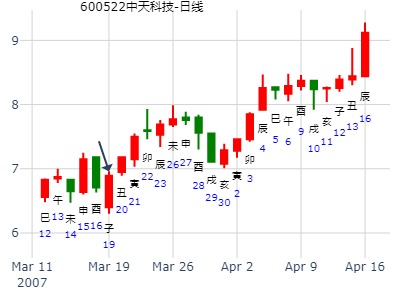 600522中天科技-日线
9
8
7
6
巳 午 未 申 酉 子 丑 寅 卯 辰 未 申 酉 戌 亥 寅 卯 辰 巳 午 酉 戌 亥 子 丑 辰
12 13 14 15 16 19 20 21 22 23 26 27 28 29 30 2 3 4 5 6 9 10 11 12 13 16
Mar 11 Mar 19 Mar 26 Apr 2 Apr 9 Apr 16
2007